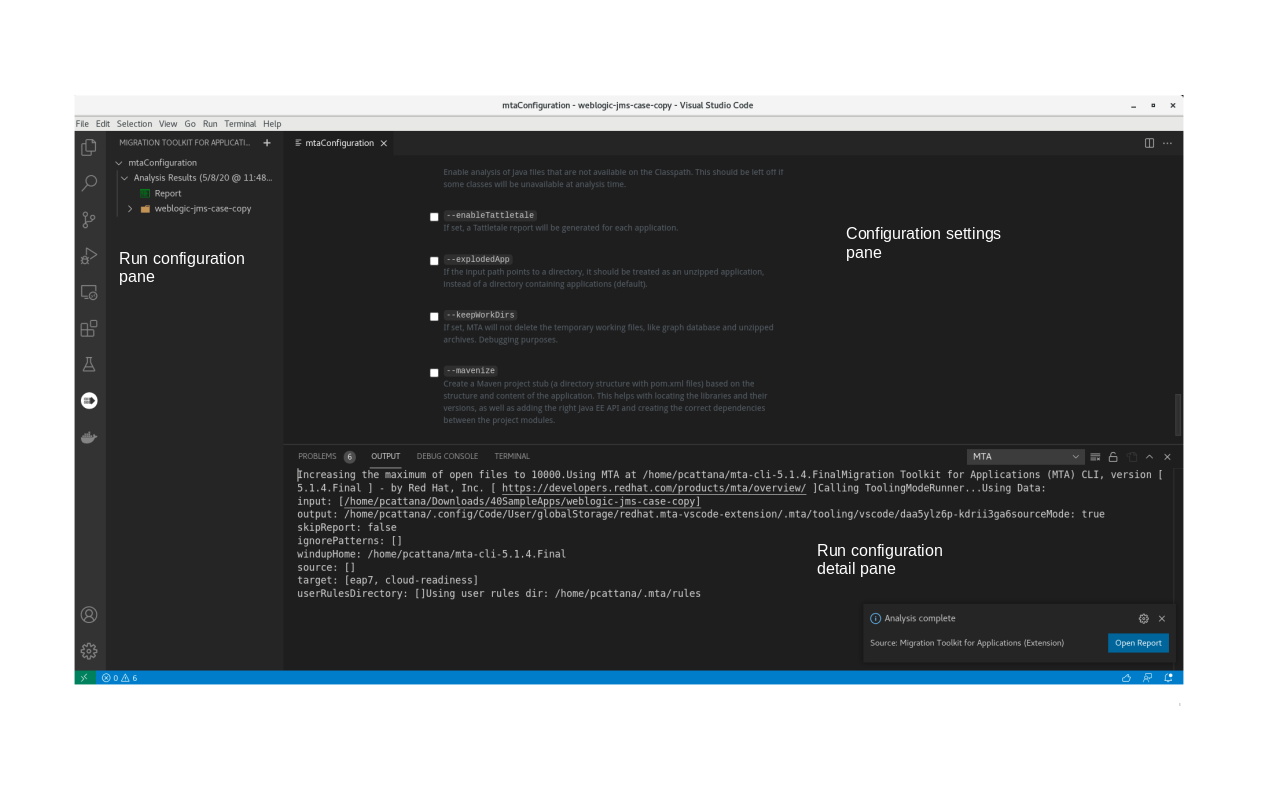 mtaConfiguration - weblogic-jms-case-copy - Visual Studio Code
File Edit Selection View Go Run Terminal Help
MIGRATION TOOLKIT FOR APPLICATI...
mtaConfiguration
Analysis Results (5/8/20 @ 11:48...
Report
weblogic-jms-case-copy
Run configuration
pane
mtaConfiguration
Enable analysis of Java files that are not available on the Classpath. This should be left off if
some classes will be unavailable at analysis time.
--enableTattletale
If set, a Tattletale report will be generated for each application.
--explodedApp
If the input path points to a directory, it should be treated as an unzipped application,
instead of a directory containing applications (default).
--keepWorkDirs
If set, MTA will not delete the temporary working files, like graph database and unzipped
archives. Debugging purposes.
--mavenize
Create a Maven project stub (a directory structure with pom.xml files) based on the
structure and content of the application. This helps with locating the libraries and their
versions, as well as adding the right Java EE API and creating the correct dependencies
between the project modules.
Configuration settings
pane
PROBLEMS 6 OUTPUT DEBUG CONSOLE TERMINAL MTA
Increasing the maximum of open files to 10000.Using MTA at /home/pcattana/mta-cli-5.1.4.FinalMigration Toolkit for Applications (MTA) CLI, version [
5.1.4.Final ] - by Red Hat, Inc. [ https://developers.redhat.com/products/mta/overview/ ]Calling ToolingModeRunner...Using Data:
input: [/home/pcattana/Downloads/40SampleApps/weblogic-jms-case-copy]
output: /home/pcattana/.config/Code/User/globalStorage/redhat.mta-vscode-extension/.mta/tooling/vscode/daa5ylz6p-kdrii3ga6sourceMode: true
skipReport: false
ignorePatterns: []
windupHome: /home/pcattana/mta-cli-5.1.4.Final
source: []
target: [eap7, cloud-readiness]
userRulesDirectory: []Using user rules dir: /home/pcattana/.mta/rules
Run configuration
detail pane
Analysis complete
Source: Migration Toolkit for Applications (Extension)
Open Report
0 6